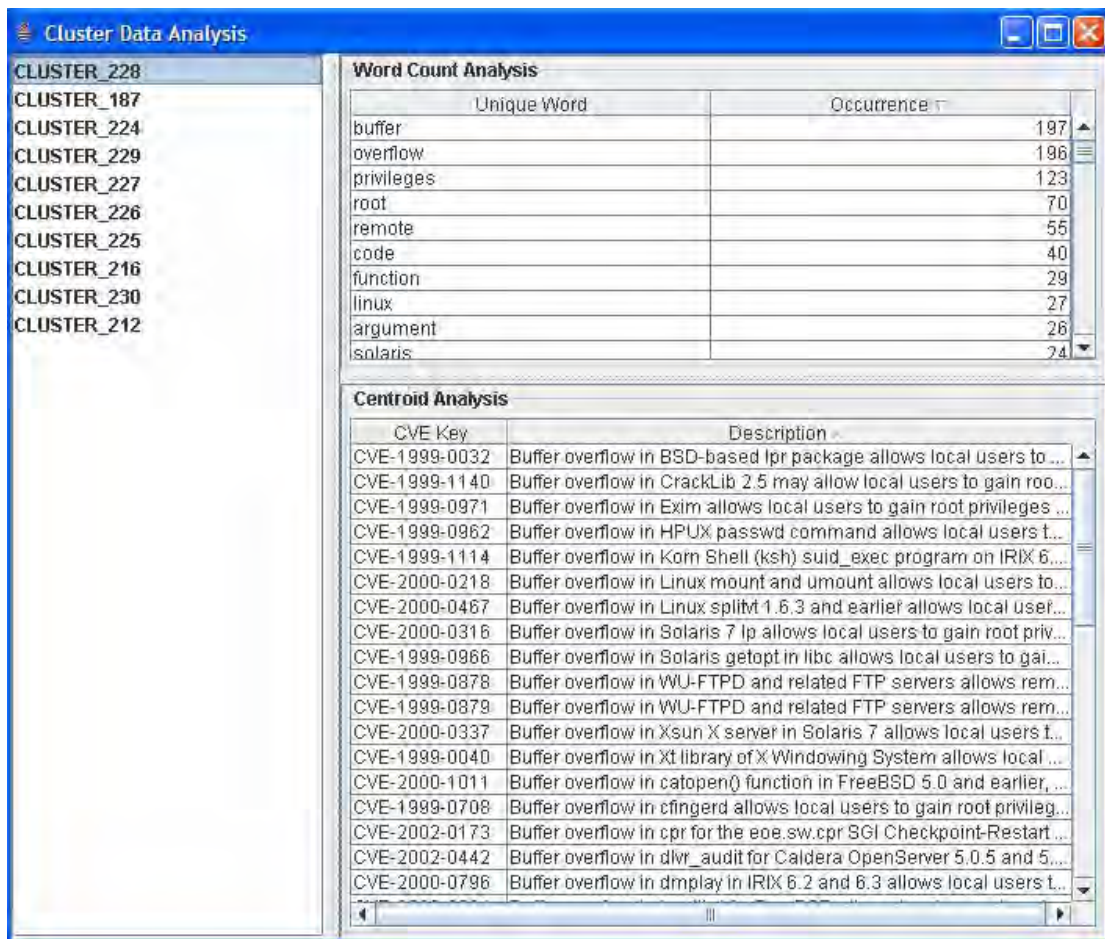 Cluster Data Analysis
CLUSTER_228
CLUSTER_187
CLUSTER_224
CLUSTER_229
CLUSTER_227
CLUSTER_226
CLUSTER_225
CLUSTER_216
CLUSTER_230
CLUSTER_212
Word Count Analysis
Unique Word Occurrence
buffer 197
overflow 196
privileges 123
root 70
remote 55
code 40
function 29
linux 27
argument 26
solaris 24
Centroid Analysis
CVE Key Description
CVE-1999-0032 Buffer overflow in BSD-based lpr package allows local users to ...
CVE-1999-1140 Buffer overflow in CrackLib 2.5 may allow local users to gain roo...
CVE-1999-0971 Buffer overflow in Exim allows local users to gain root privileges ...
CVE-1999-0962 Buffer overflow in HPUX passwd command allows local users t...
CVE-1999-1114 Buffer overflow in Korn Shell (ksh) suid_exec program on IRIX 6....
CVE-2000-0218 Buffer overflow in Linux mount and umount allows local users to...
CVE-2000-0467 Buffer overflow in Linux splitvt 1.6.3 and earlier allows local user...
CVE-2000-0316 Buffer overflow in Solaris 7 lp allows local users to gain root priv...
CVE-1999-0966 Buffer overflow in Solaris getopt in libc allows local users to gai...
CVE-1999-0878 Buffer overflow in WU-FTPD and related FTP servers allows rem...
CVE-1999-0879 Buffer overflow in WU-FTPD and related FTP servers allows rem...
CVE-2000-0337 Buffer overflow in Xsun X server in Solaris 7 allows local users t...
CVE-1999-0040 Buffer overflow in Xt library of X Windowing System allows local ...
CVE-2000-1011 Buffer overflow in catopen() function in FreeBSD 5.0 and earlier, ...
CVE-1999-0708 Buffer overflow in cfingerd allows local users to gain root privileg...
CVE-2002-0173 Buffer overflow in cpr for the eoe.sw.cpr SGI Checkpoint-Restart ...
CVE-2002-0442 Buffer overflow in dlvr_audit for Caldera OpenServer 5.0.5 and 5....
CVE-2000-0796 Buffer overflow in dmplay in IRIX 6.2 and 6.3 allows local users t...